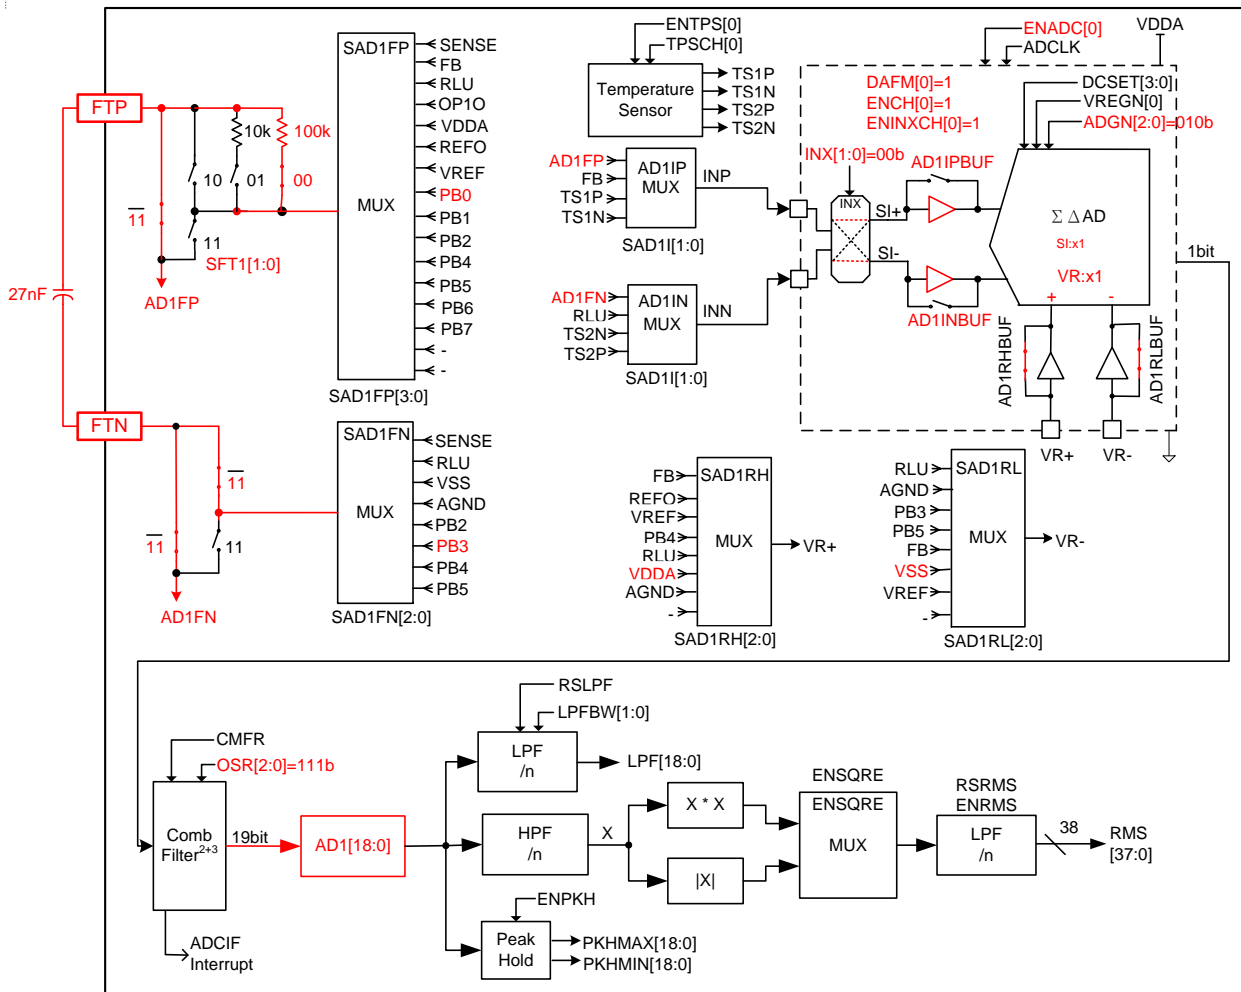 FTP
10k
100k
10
01
00
11
11
SFT1[1:0]
AD1FP
27nF
FTN
11
11
11
AD1FN
SAD1FP
MUX
SENSE
FB
RLU
OP1O
VDDA
REFO
VREF
PB0
PB1
PB2
PB4
PB5
PB6
PB7
-
-
SAD1FP[3:0]
SAD1FN
MUX
SENSE
RLU
VSS
AGND
PB2
PB3
PB4
PB5
SAD1FN[2:0]
ENTPS[0]
TPSCH[0]
Temperature
Sensor
TS1P
TS1N
TS2P
TS2N
AD1FP
FB
TS1P
TS1N
AD1IP
MUX
INP
SAD1I[1:0]
AD1FN
RLU
TS2N
TS2P
AD1IN
MUX
INN
SAD1I[1:0]
ENADC[0]
ADCLK
VDDA
DAFM[0]=1
ENCH[0]=1
ENINXCH[0]=1
DCSET[3:0]
VREGN[0]
ADGN[2:0]=010b
INX[1:0]=00b
INX
AD1IPBUF
SI+
SI-
AD1INBUF
Σ Δ AD
SI:x1
VR:x1
+
-
1bit
AD1RHBUF
AD1RLBUF
VR+
VR-
FB
REFO
VREF
PB4
RLU
VDDA
AGND
-
SAD1RH
MUX
VR+
SAD1RH[2:0]
RLU
AGND
PB3
PB5
FB
VSS
VREF
-
SAD1RL
MUX
VR-
SAD1RL[2:0]
CMFR
OSR[2:0]=111b
Comb
Filter2+3
19bit
AD1[18:0]
ADCIF
Interrupt
RSLPF
LPFBW[1:0]
LPF
/n
LPF[18:0]
HPF
/n
X
X * X
|X|
ENPKH
Peak
Hold
PKHMAX[18:0]
PKHMIN[18:0]
ENSQRE
ENSQRE
MUX
RSRMS
ENRMS
LPF
/n
38
RMS
[37:0]